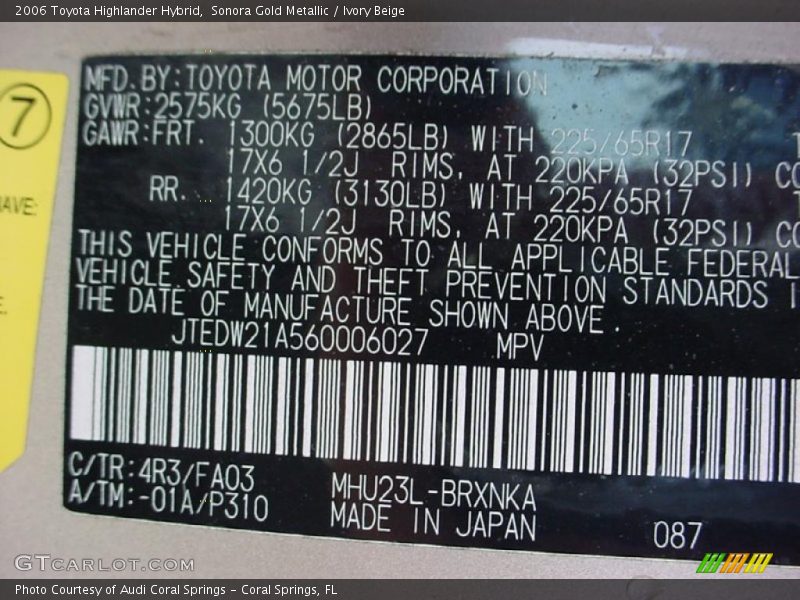 2006 Toyota Highlander Hybrid, Sonora Gold Metallic / Ivory Beige
7
AVE:
MFD. BY: TOYOTA MOTOR CORPORATION
GVWR: 2575KG (5675LB)
GAWR: FRT. 1300KG (2865LB) WITH 225/65R17 1
17X6 1/2J RIMS, AT 220KPA (32PSI) CO
RR. 1420KG (3130LB) WITH 225/65R17 1
17X6 1/2J RIMS, AT 220KPA (32PSI) CO
THIS VEHICLE CONFORMS TO ALL APPLICABLE FEDERAL
VEHICLE SAFETY AND THEFT PREVENTION STANDARDS I
THE DATE OF MANUFACTURE SHOWN ABOVE.
JTEDW21A560006027 MPV
C/TR: 4R3/FA03 MHU23L-BRXNKA
A/TM: -01A/P310 MADE IN JAPAN 087
GTCARLOT.COM
Photo Courtesy of Audi Coral Springs - Coral Springs, FL